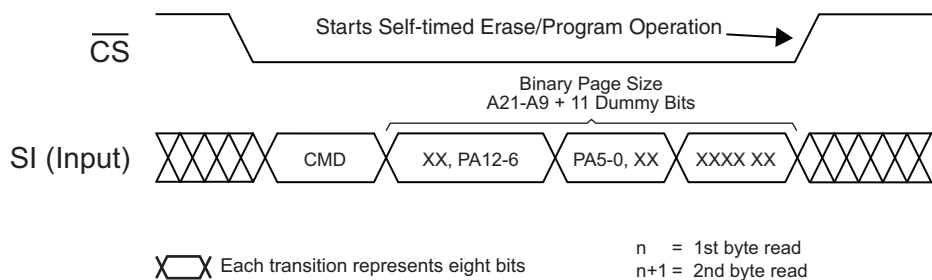 Starts Self-timed Erase/Program Operation
CS
Binary Page Size
A21-A9 + 11 Dummy Bits
SI (Input)
CMD
XX, PA12-6
PA5-0, XX
XXXX XX
Each transition represents eight bits
n = 1st byte read
n+1 = 2nd byte read